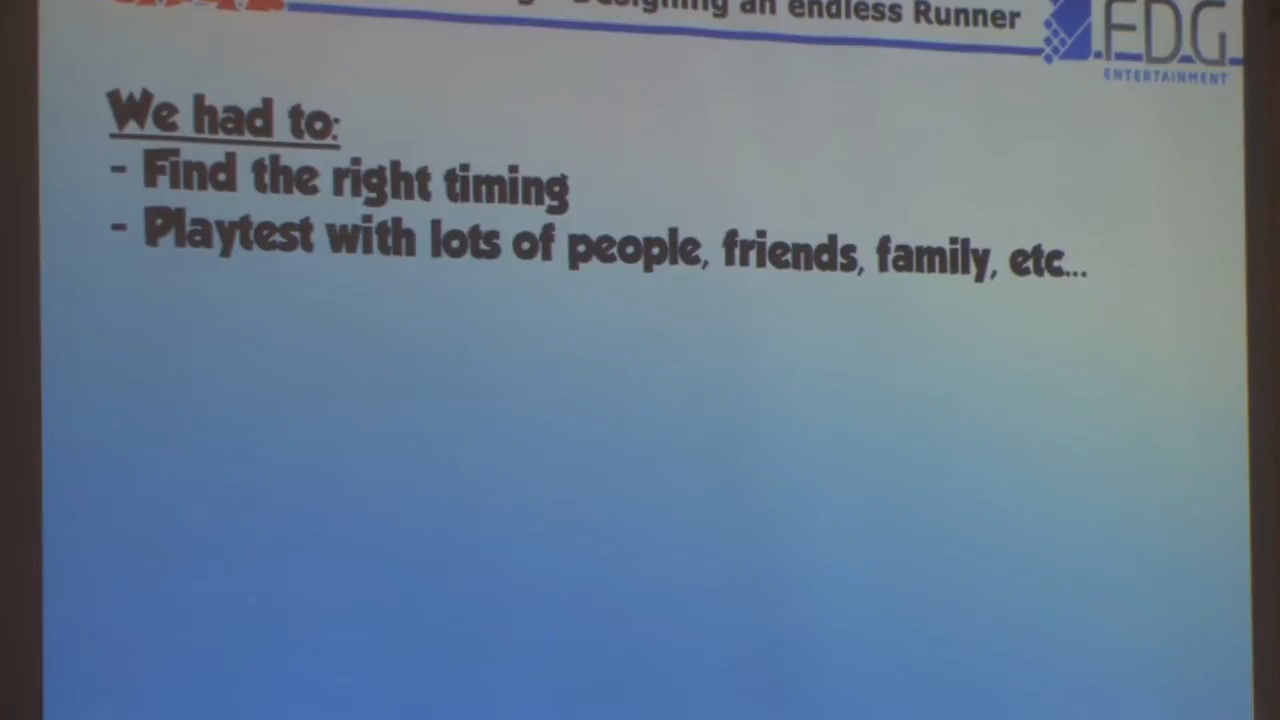 Designing an endless Runner
FDG
ENTERTAINMENT
We had to:
- Find the right timing
- Playtest with lots of people, friends, family, etc...